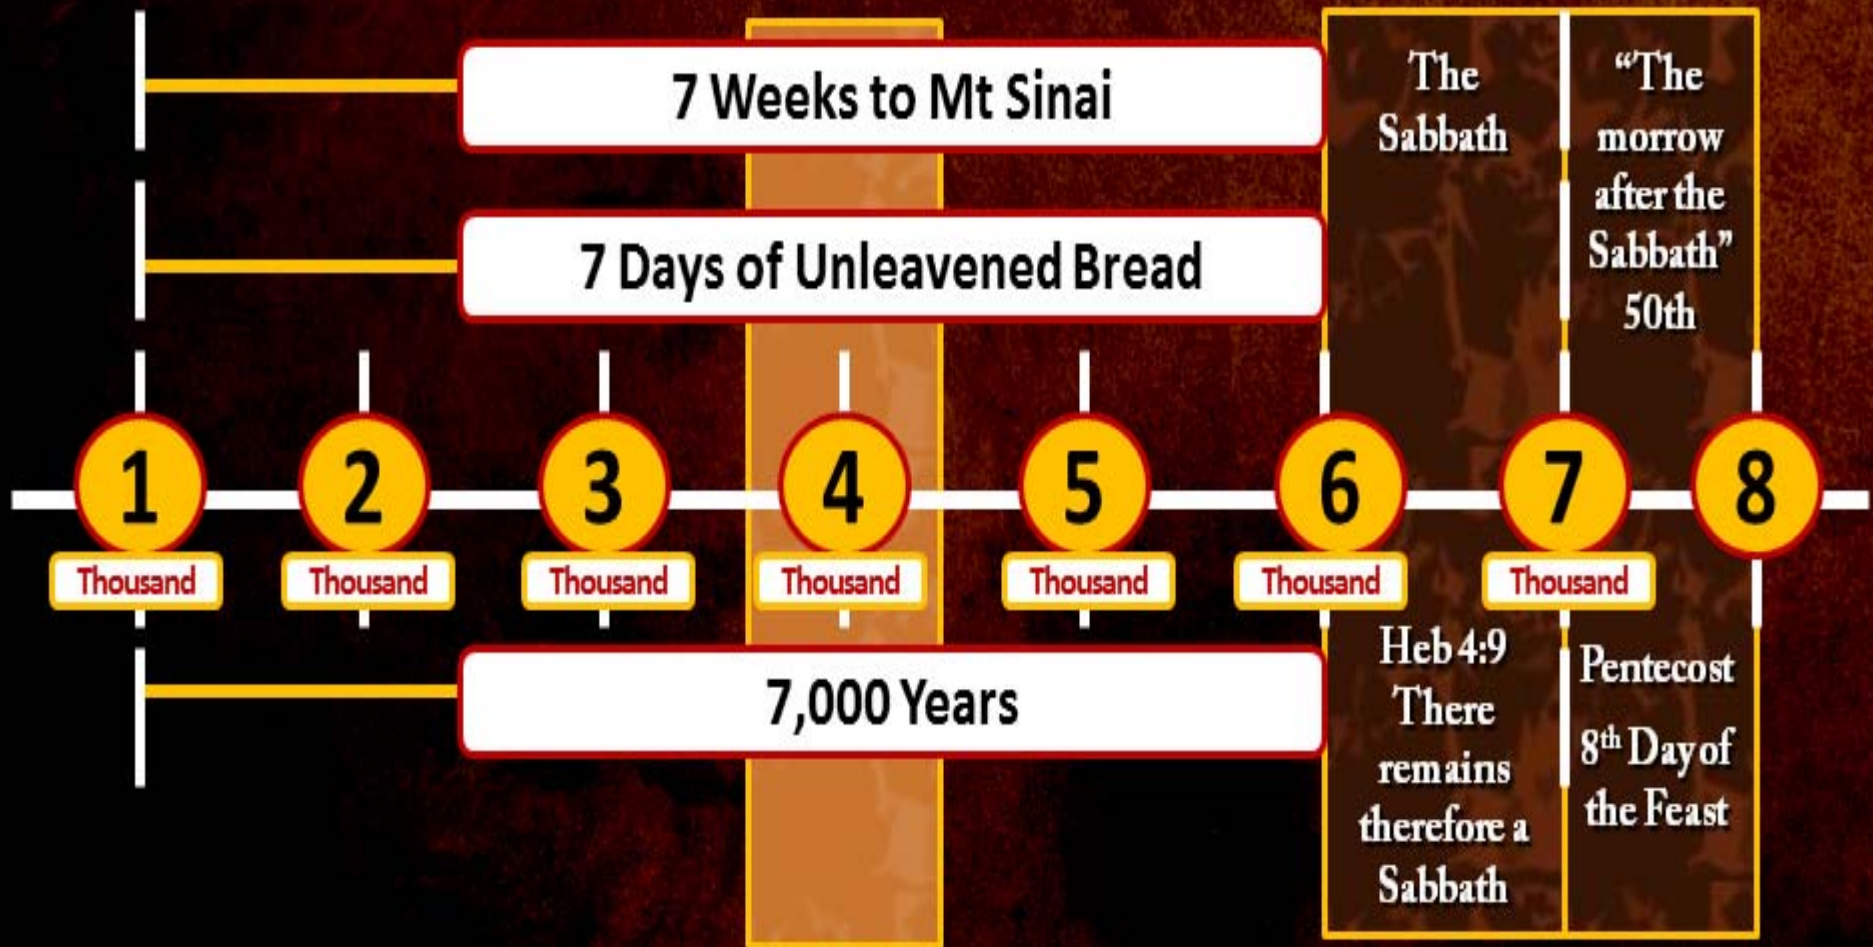 7 Weeks to Mt Sinai
7 Days of Unleavened Bread
The
Sabbath
“The
morrow
after the
Sabbath”
50th
1
2
3
4
5
6
7
8
Thousand
Thousand
Thousand
Thousand
Thousand
Thousand
Thousand
7,000 Years
Heb 4:9
There
remains
therefore a
Sabbath
Pentecost
8th Day of
the Feast